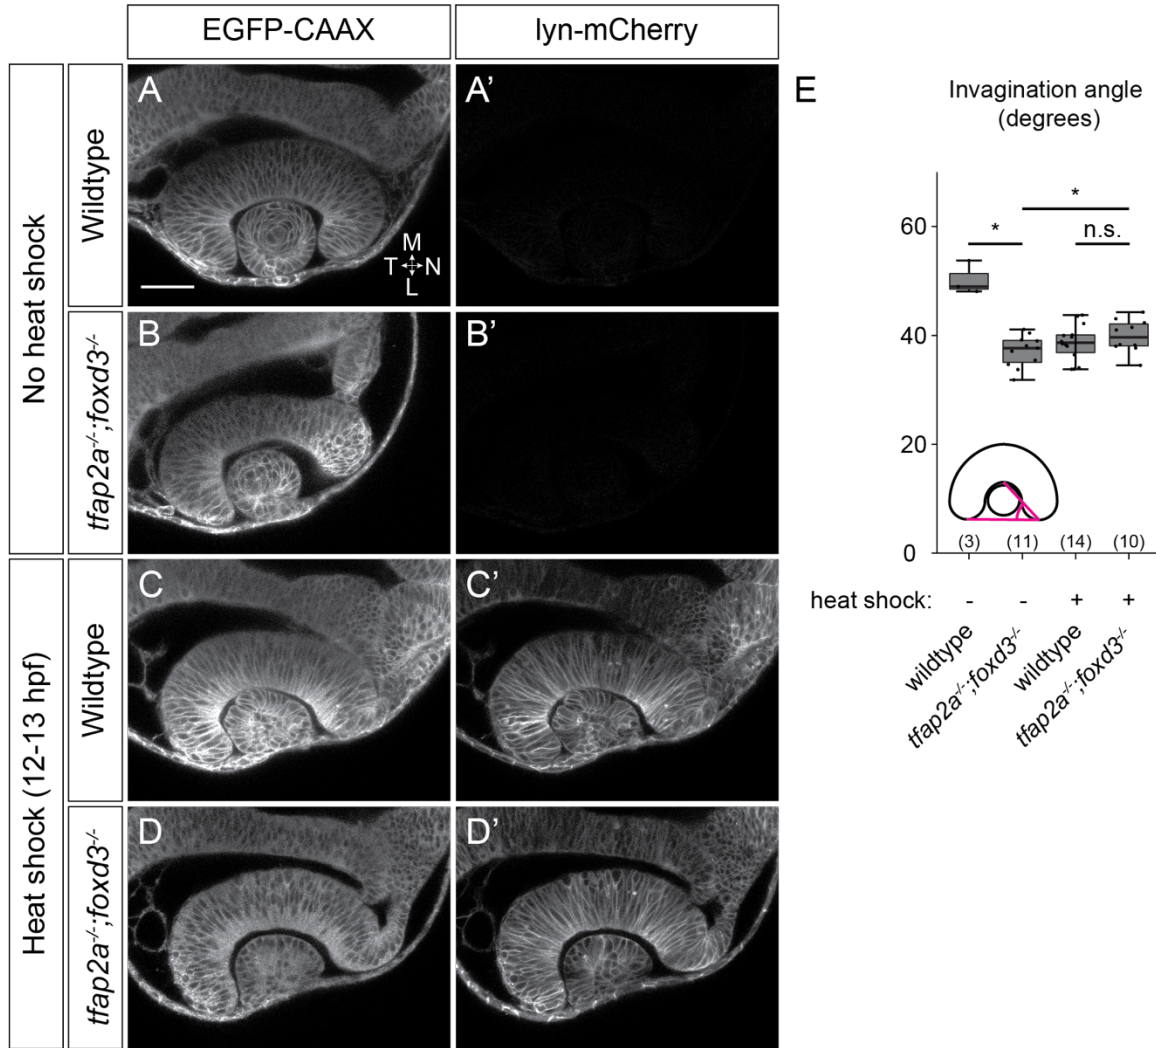 EGFP-CAAX
lyn-mCherry
No heat shock
Wildtype
A
A’
M
T N
L
tfap2a-/-;foxd3-/-
B
B’
Heat shock (12-13 hpf)
Wildtype
C
C’
tfap2a-/-;foxd3-/-
D
D’
E
Invagination angle
(degrees)
60
40
20
0
*
*
n.s.
(3) (11) (14) (10)
heat shock: - - + +
wildtype
tfap2a-/-;foxd3-/-
wildtype
tfap2a-/-;foxd3-/-